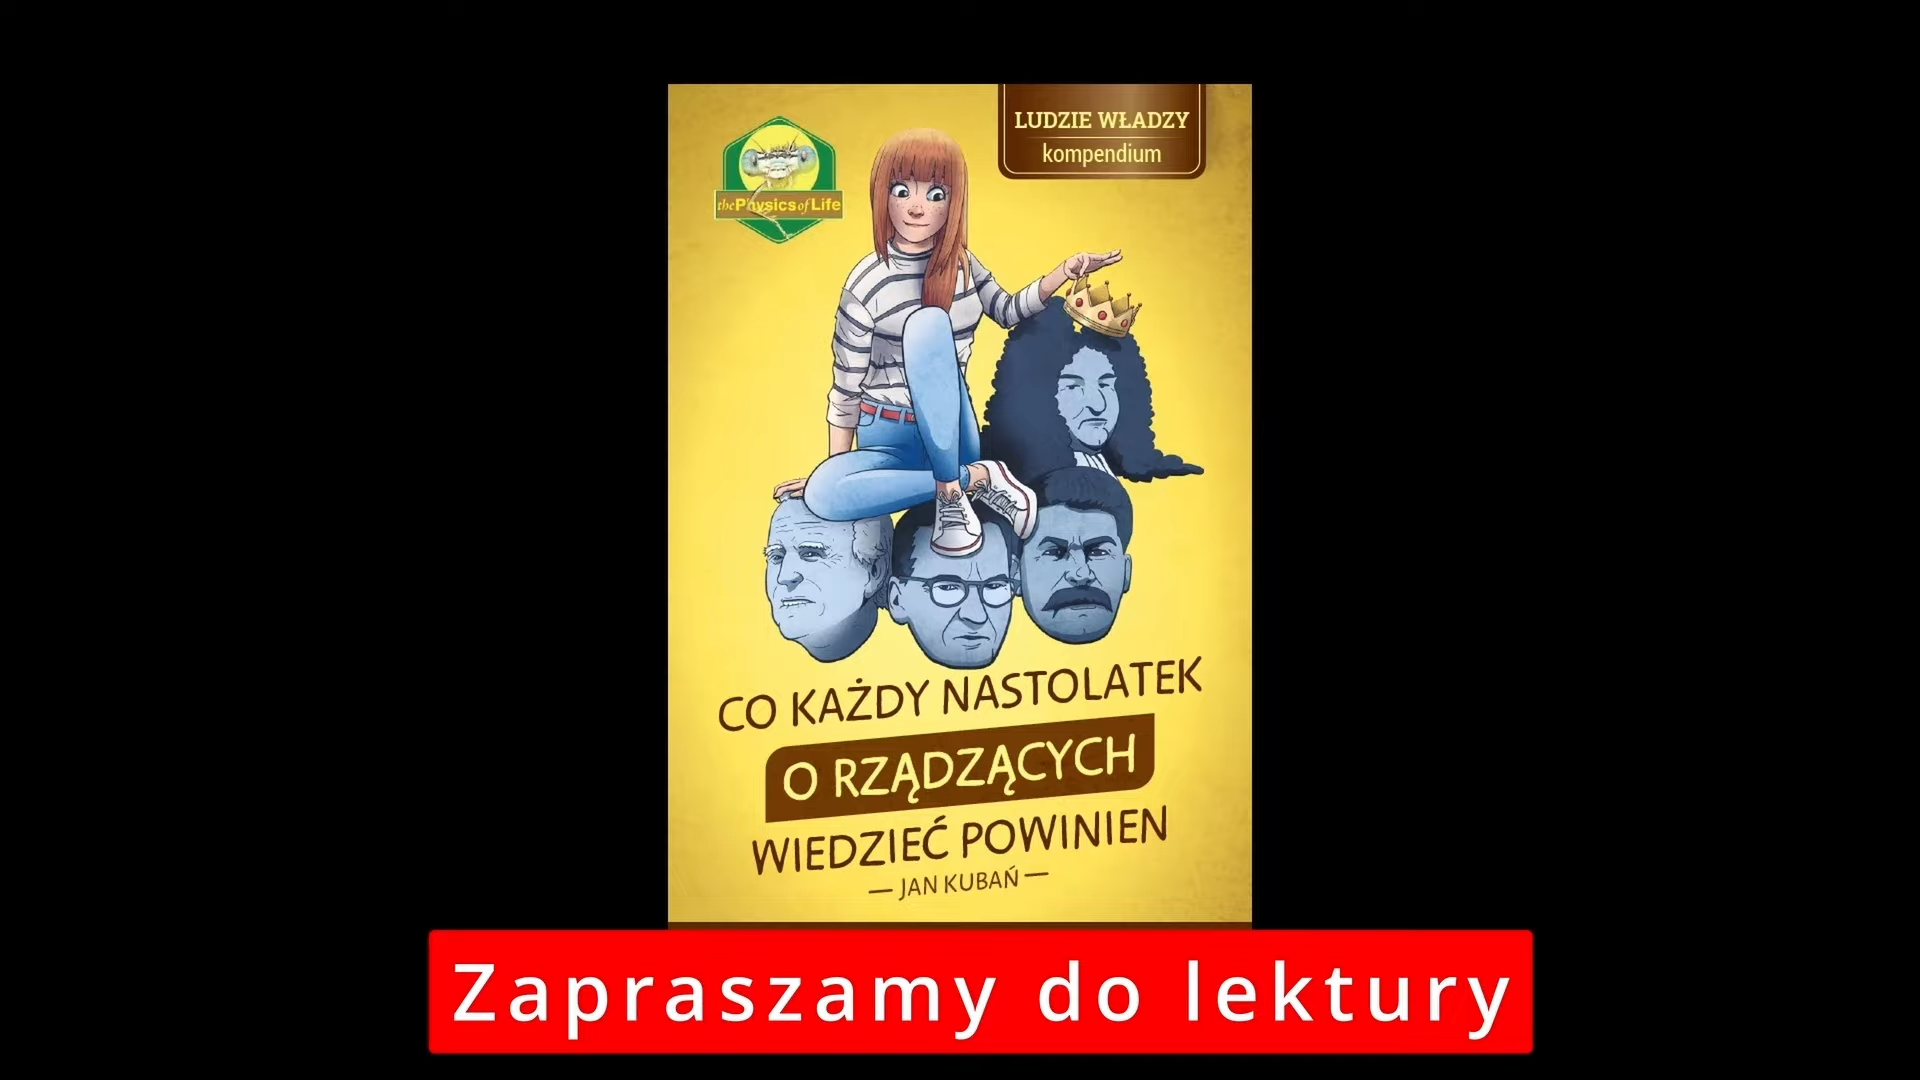 LUDZIE WŁADZY
kompendium
the Physics of Life
CO KAŻDY NASTOLATEK
O RZĄDZĄCYCH
WIEDZIEĆ POWINIEN
— JAN KUBAŃ —
Zapraszamy do lektury